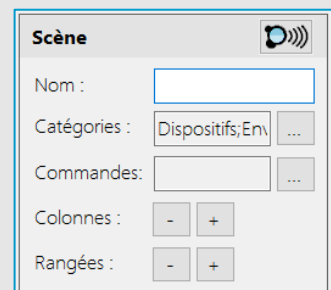 Scène
Nom :
Catégories : Dispositifs;Env ...
Commandes: ...
Colonnes : - +
Rangées : - +